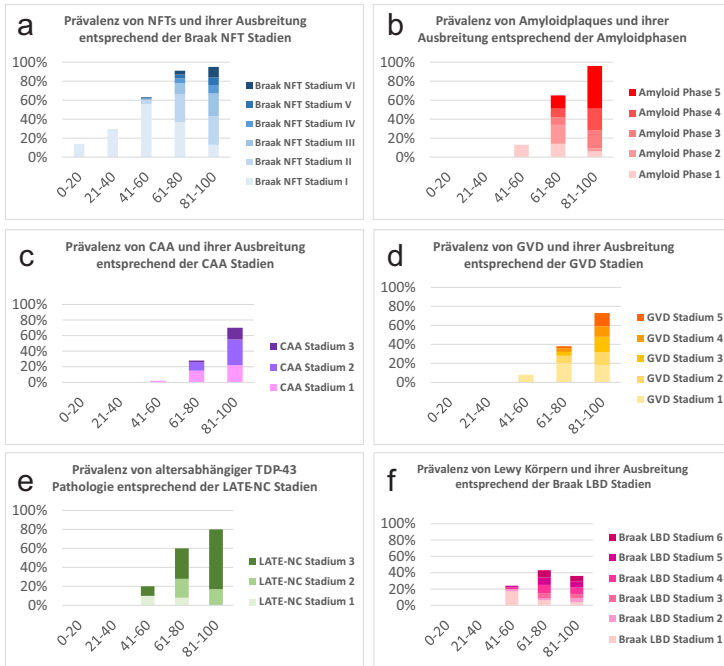 a
Prävalenz von NFTs und ihrer Ausbreitung
entsprechend der Braak NFT Stadien
100%
80%
60%
40%
20%
0%
0-20
21-40
41-60
61-80
81-100
Braak NFT Stadium VI
Braak NFT Stadium V
Braak NFT Stadium IV
Braak NFT Stadium III
Braak NFT Stadium II
Braak NFT Stadium I
b
Prävalenz von Amyloidplaques und ihrer
Ausbreitung entsprechend der Amyloidphasen
100%
80%
60%
40%
20%
0%
0-20
21-40
41-60
61-80
81-100
Amyloid Phase 5
Amyloid Phase 4
Amyloid Phase 3
Amyloid Phase 2
Amyloid Phase 1
c
Prävalenz von CAA und ihrer Ausbreitung
entsprechend der CAA Stadien
100%
80%
60%
40%
20%
0%
0-20
21-40
41-60
61-80
81-100
CAA Stadium 3
CAA Stadium 2
CAA Stadium 1
d
Prävalenz von GVD und ihrer Ausbreitung
entsprechend der GVD Stadien
100%
80%
60%
40%
20%
0%
0-20
21-40
41-60
61-80
81-100
GVD Stadium 5
GVD Stadium 4
GVD Stadium 3
GVD Stadium 2
GVD Stadium 1
e
Prävalenz von altersabhängiger TDP-43
Pathologie entsprechend der LATE-NC Stadien
100%
80%
60%
40%
20%
0%
0-20
21-40
41-60
61-80
81-100
LATE-NC Stadium 3
LATE-NC Stadium 2
LATE-NC Stadium 1
f
Prävalenz von Lewy Körpern und ihrer Ausbreitung
entsprechend der Braak LBD Stadien
100%
80%
60%
40%
20%
0%
0-20
21-40
41-60
61-80
81-100
Braak LBD Stadium 6
Braak LBD Stadium 5
Braak LBD Stadium 4
Braak LBD Stadium 3
Braak LBD Stadium 2
Braak LBD Stadium 1